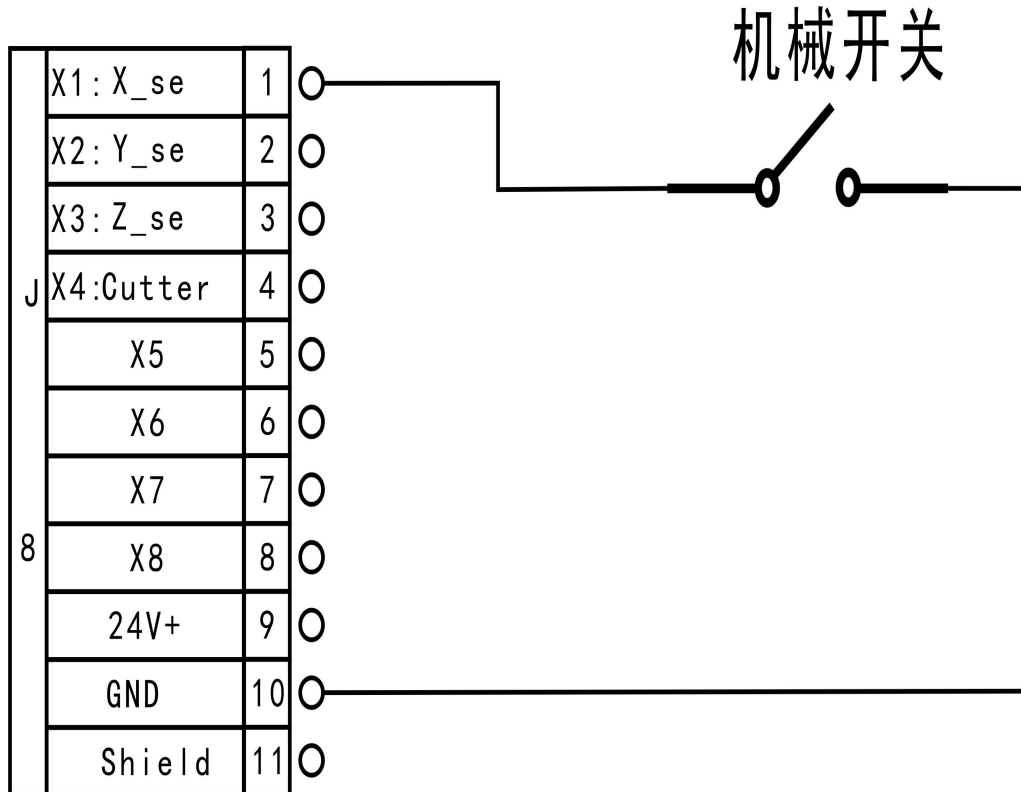 机械开关
X1: X_se 1
X2: Y_se 2
X3: Z_se 3
J
X4:Cutter 4
X5 5
X6 6
X7 7
8
X8 8
24V+ 9
GND 10
Shield 11